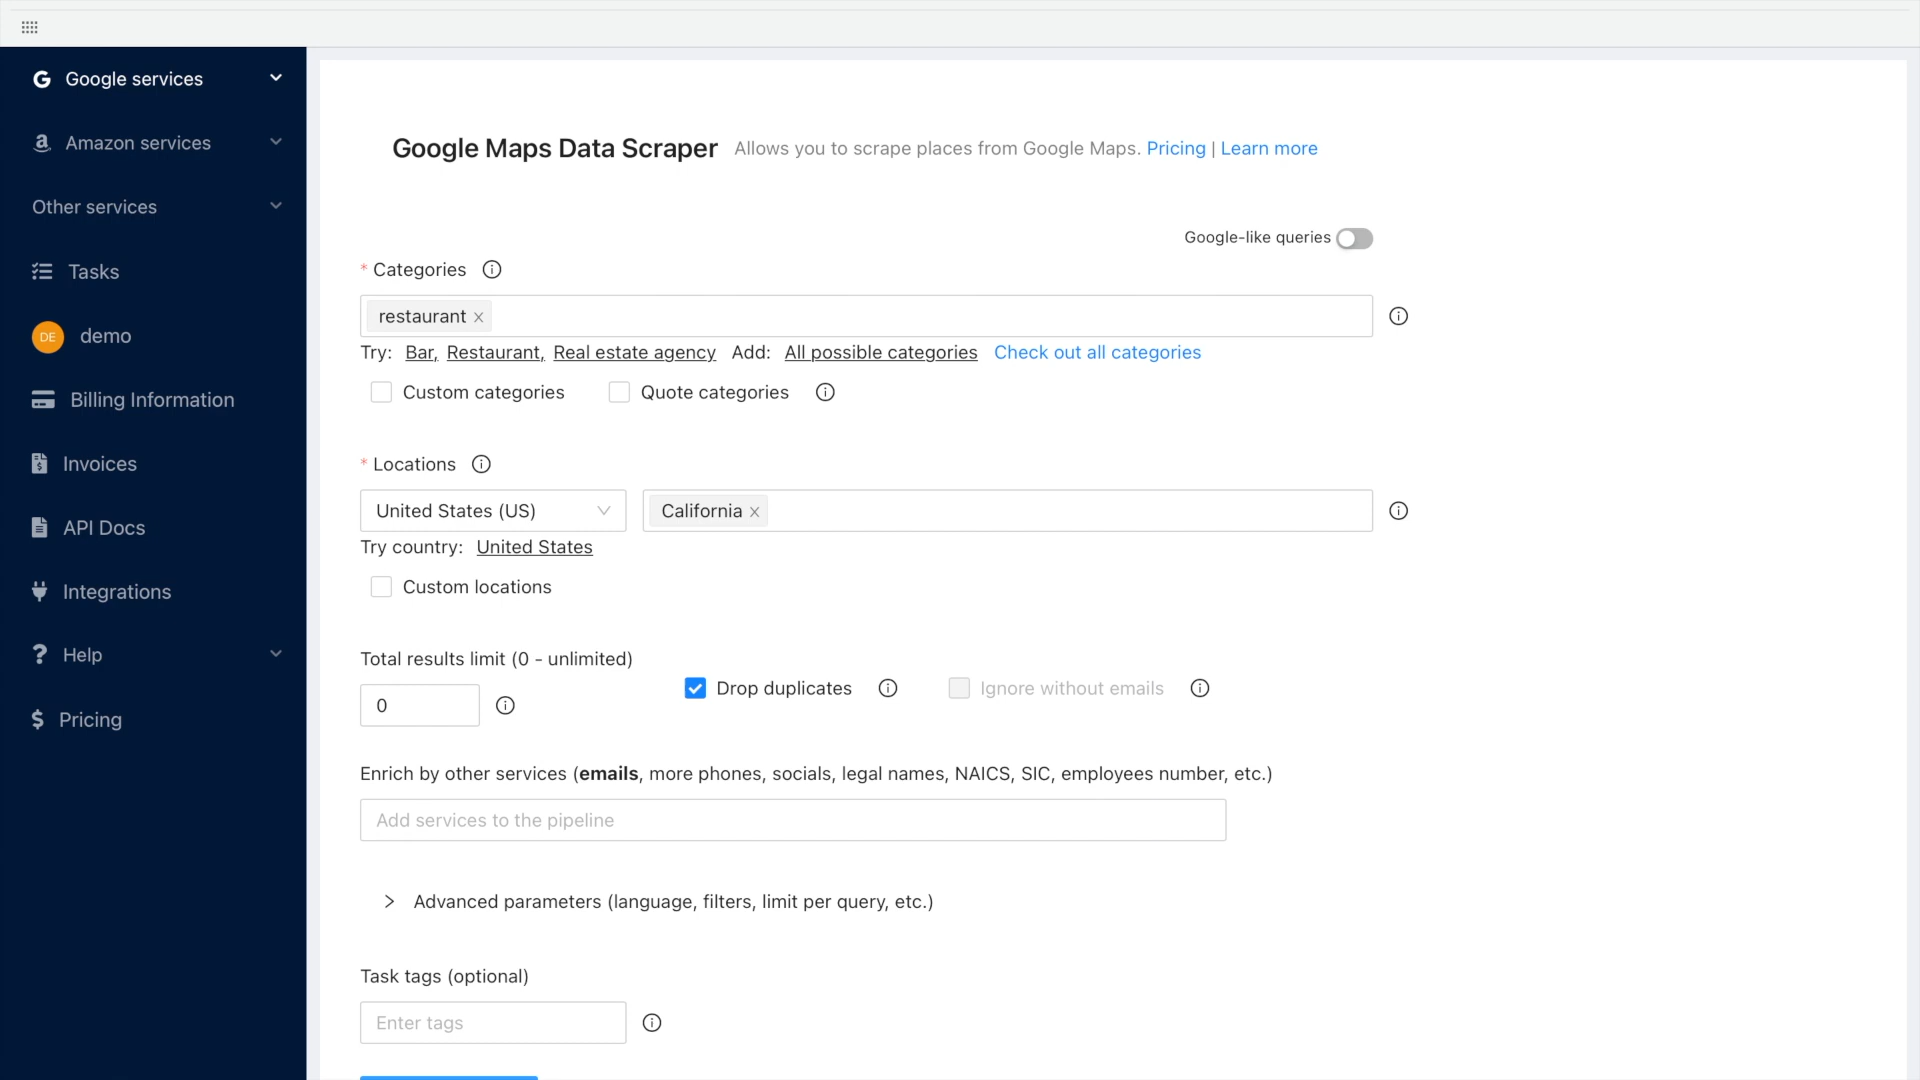 Google services
Amazon services
Other services
Tasks
DE demo
Billing Information
Invoices
API Docs
Integrations
Help
Pricing
Google Maps Data Scraper Allows you to scrape places from Google Maps. Pricing | Learn more
Google-like queries
* Categories
restaurant
Try: Bar, Restaurant, Real estate agency Add: All possible categories Check out all categories
Custom categories Quote categories
* Locations
United States (US) California
Try country: United States
Custom locations
Total results limit (0 - unlimited)
Drop duplicates Ignore without emails
0
Enrich by other services (emails, more phones, socials, legal names, NAICS, SIC, employees number, etc.)
Add services to the pipeline
Advanced parameters (language, filters, limit per query, etc.)
Task tags (optional)
Enter tags